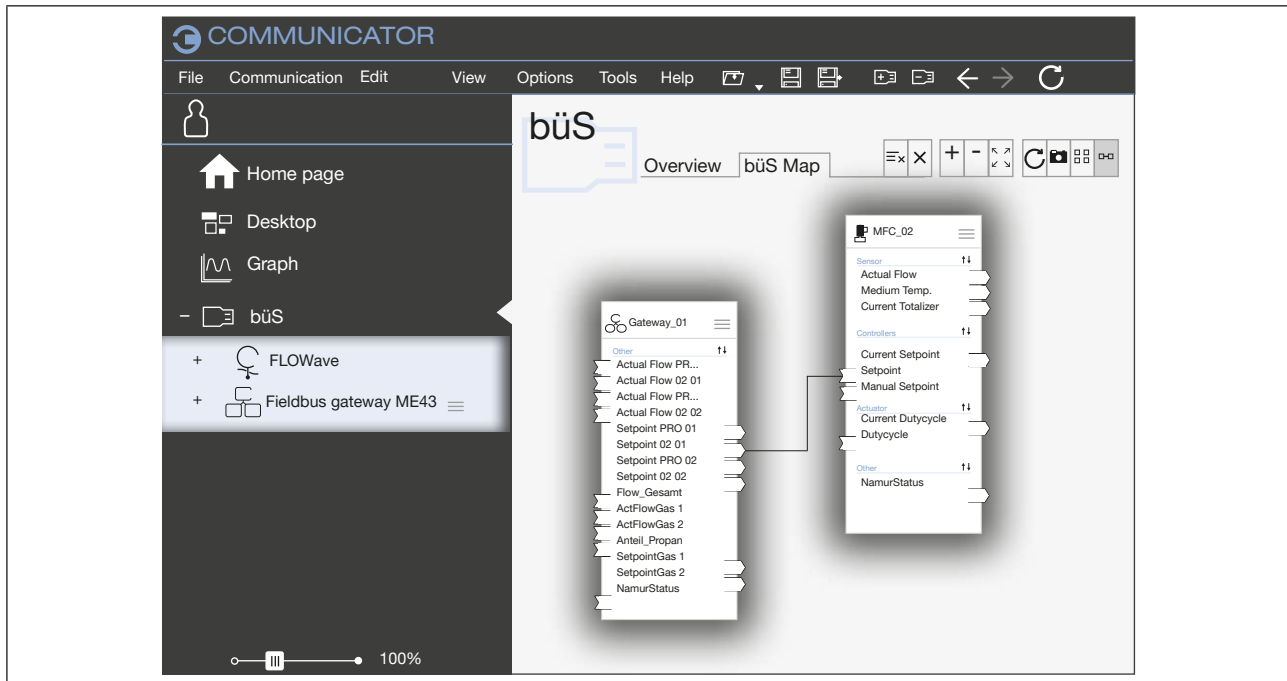 COMMUNICATOR
File Communication Edit View Options Tools Help
Home page
Desktop
Graph
büS
FLOWave
Fieldbus gateway ME43
100%
büS
Overview büS Map
Gateway_01
Other
Actual Flow PR...
Actual Flow 02 01
Actual Flow PR...
Actual Flow 02 02
Setpoint PRO 01
Setpoint 02 01
Setpoint PRO 02
Setpoint 02 02
Flow_Gesamt
ActFlowGas 1
ActFlowGas 2
Anteil_Propan
SetpointGas 1
SetpointGas 2
NamurStatus
MFC_02
Sensor
Actual Flow
Medium Temp.
Current Totalizer
Controllers
Current Setpoint
Setpoint
Manual Setpoint
Actuator
Current Dutycycle
Dutycycle
Other
NamurStatus